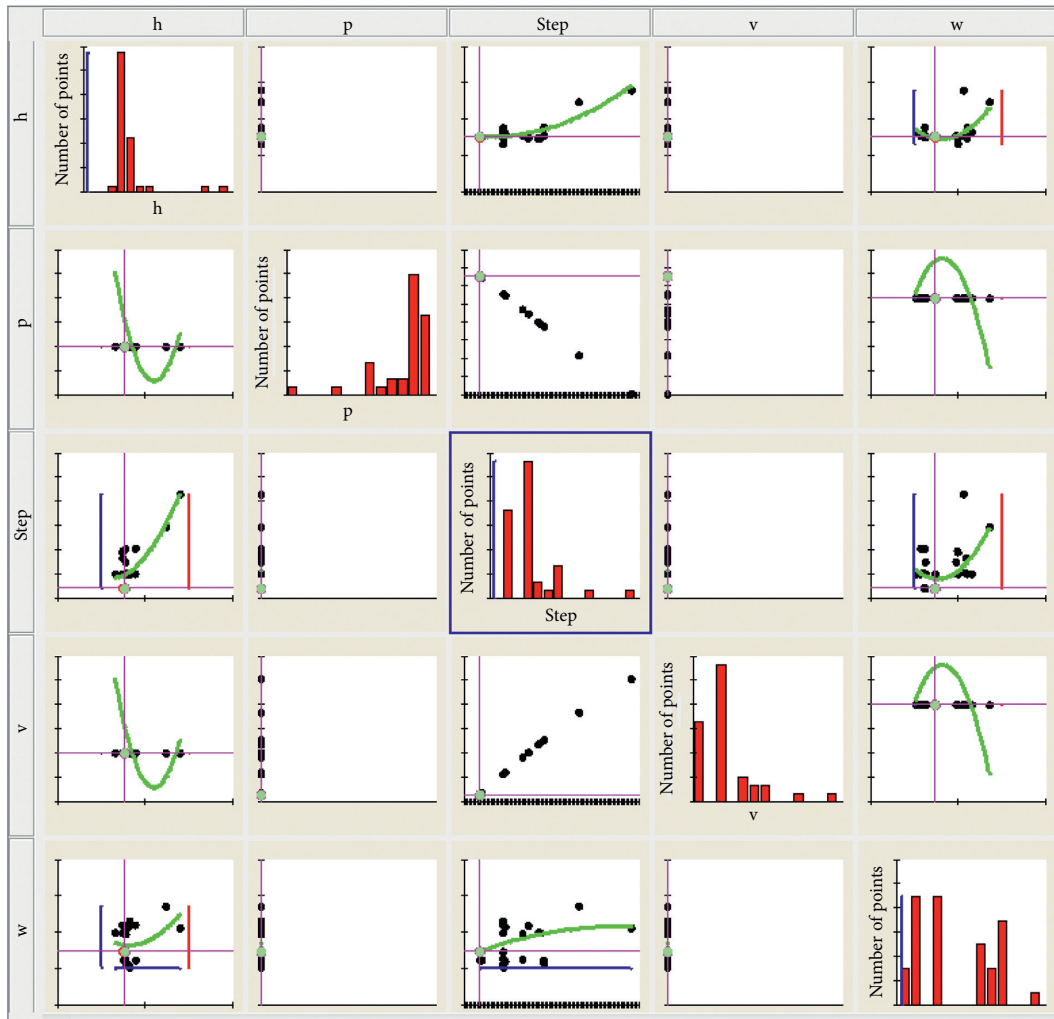 h p Step v w
h
Number of points
h
p
Number of points
p
Step
Number of points
Step
v
Number of points
v
w
Number of points
w